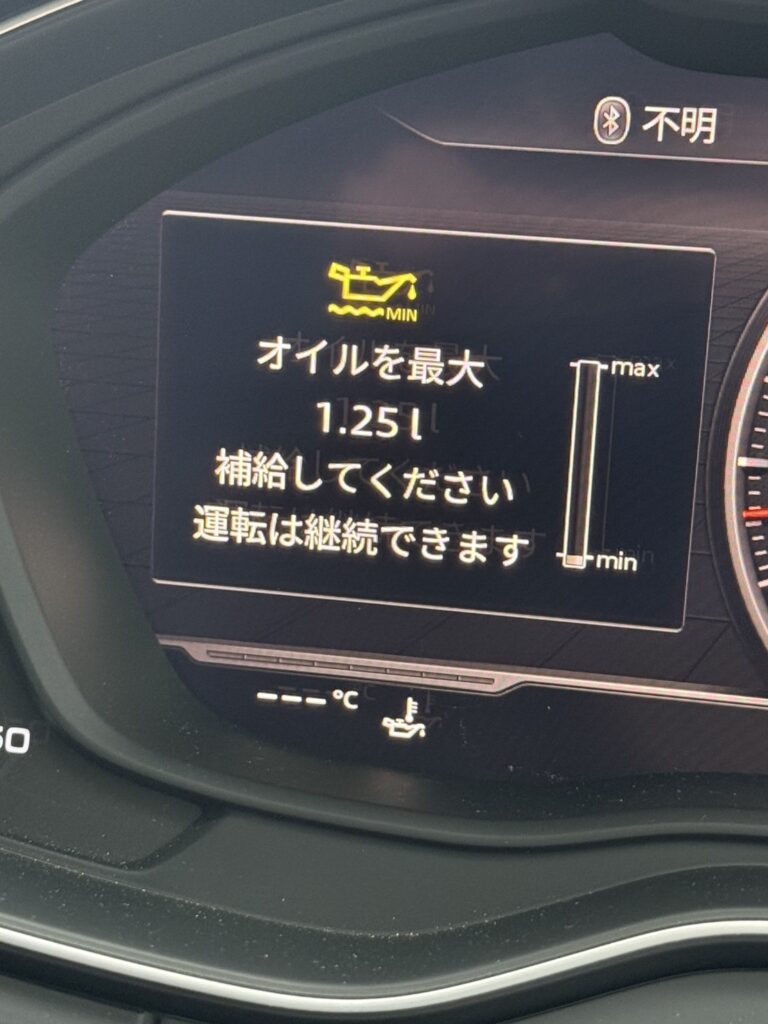 不明
MIN
オイルを最大
1.25 l
補給してください
運転は継続できます
max
min
---°C